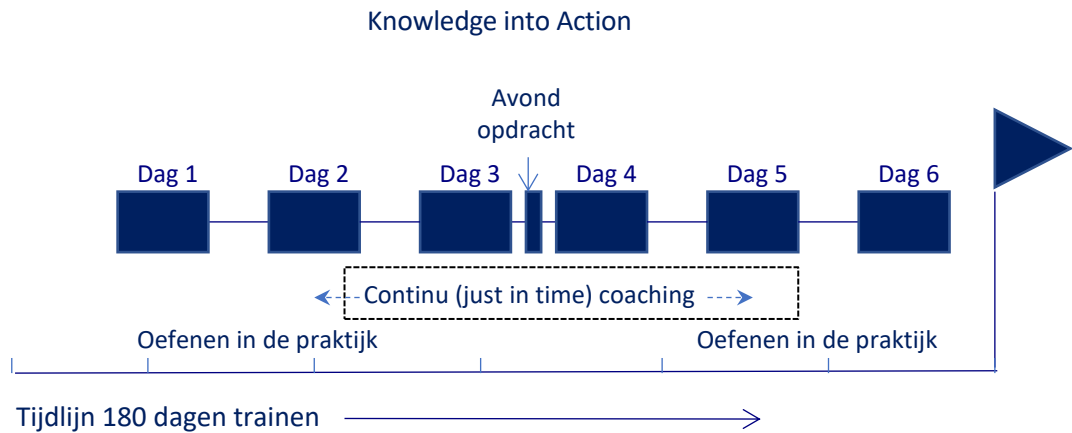 Knowledge into Action
Avond
opdracht
Dag 1
Dag 2
Dag 3
Dag 4
Dag 5
Dag 6
Continu (just in time) coaching
Oefenen in de praktijk
Oefenen in de praktijk
Tijdlijn 180 dagen trainen